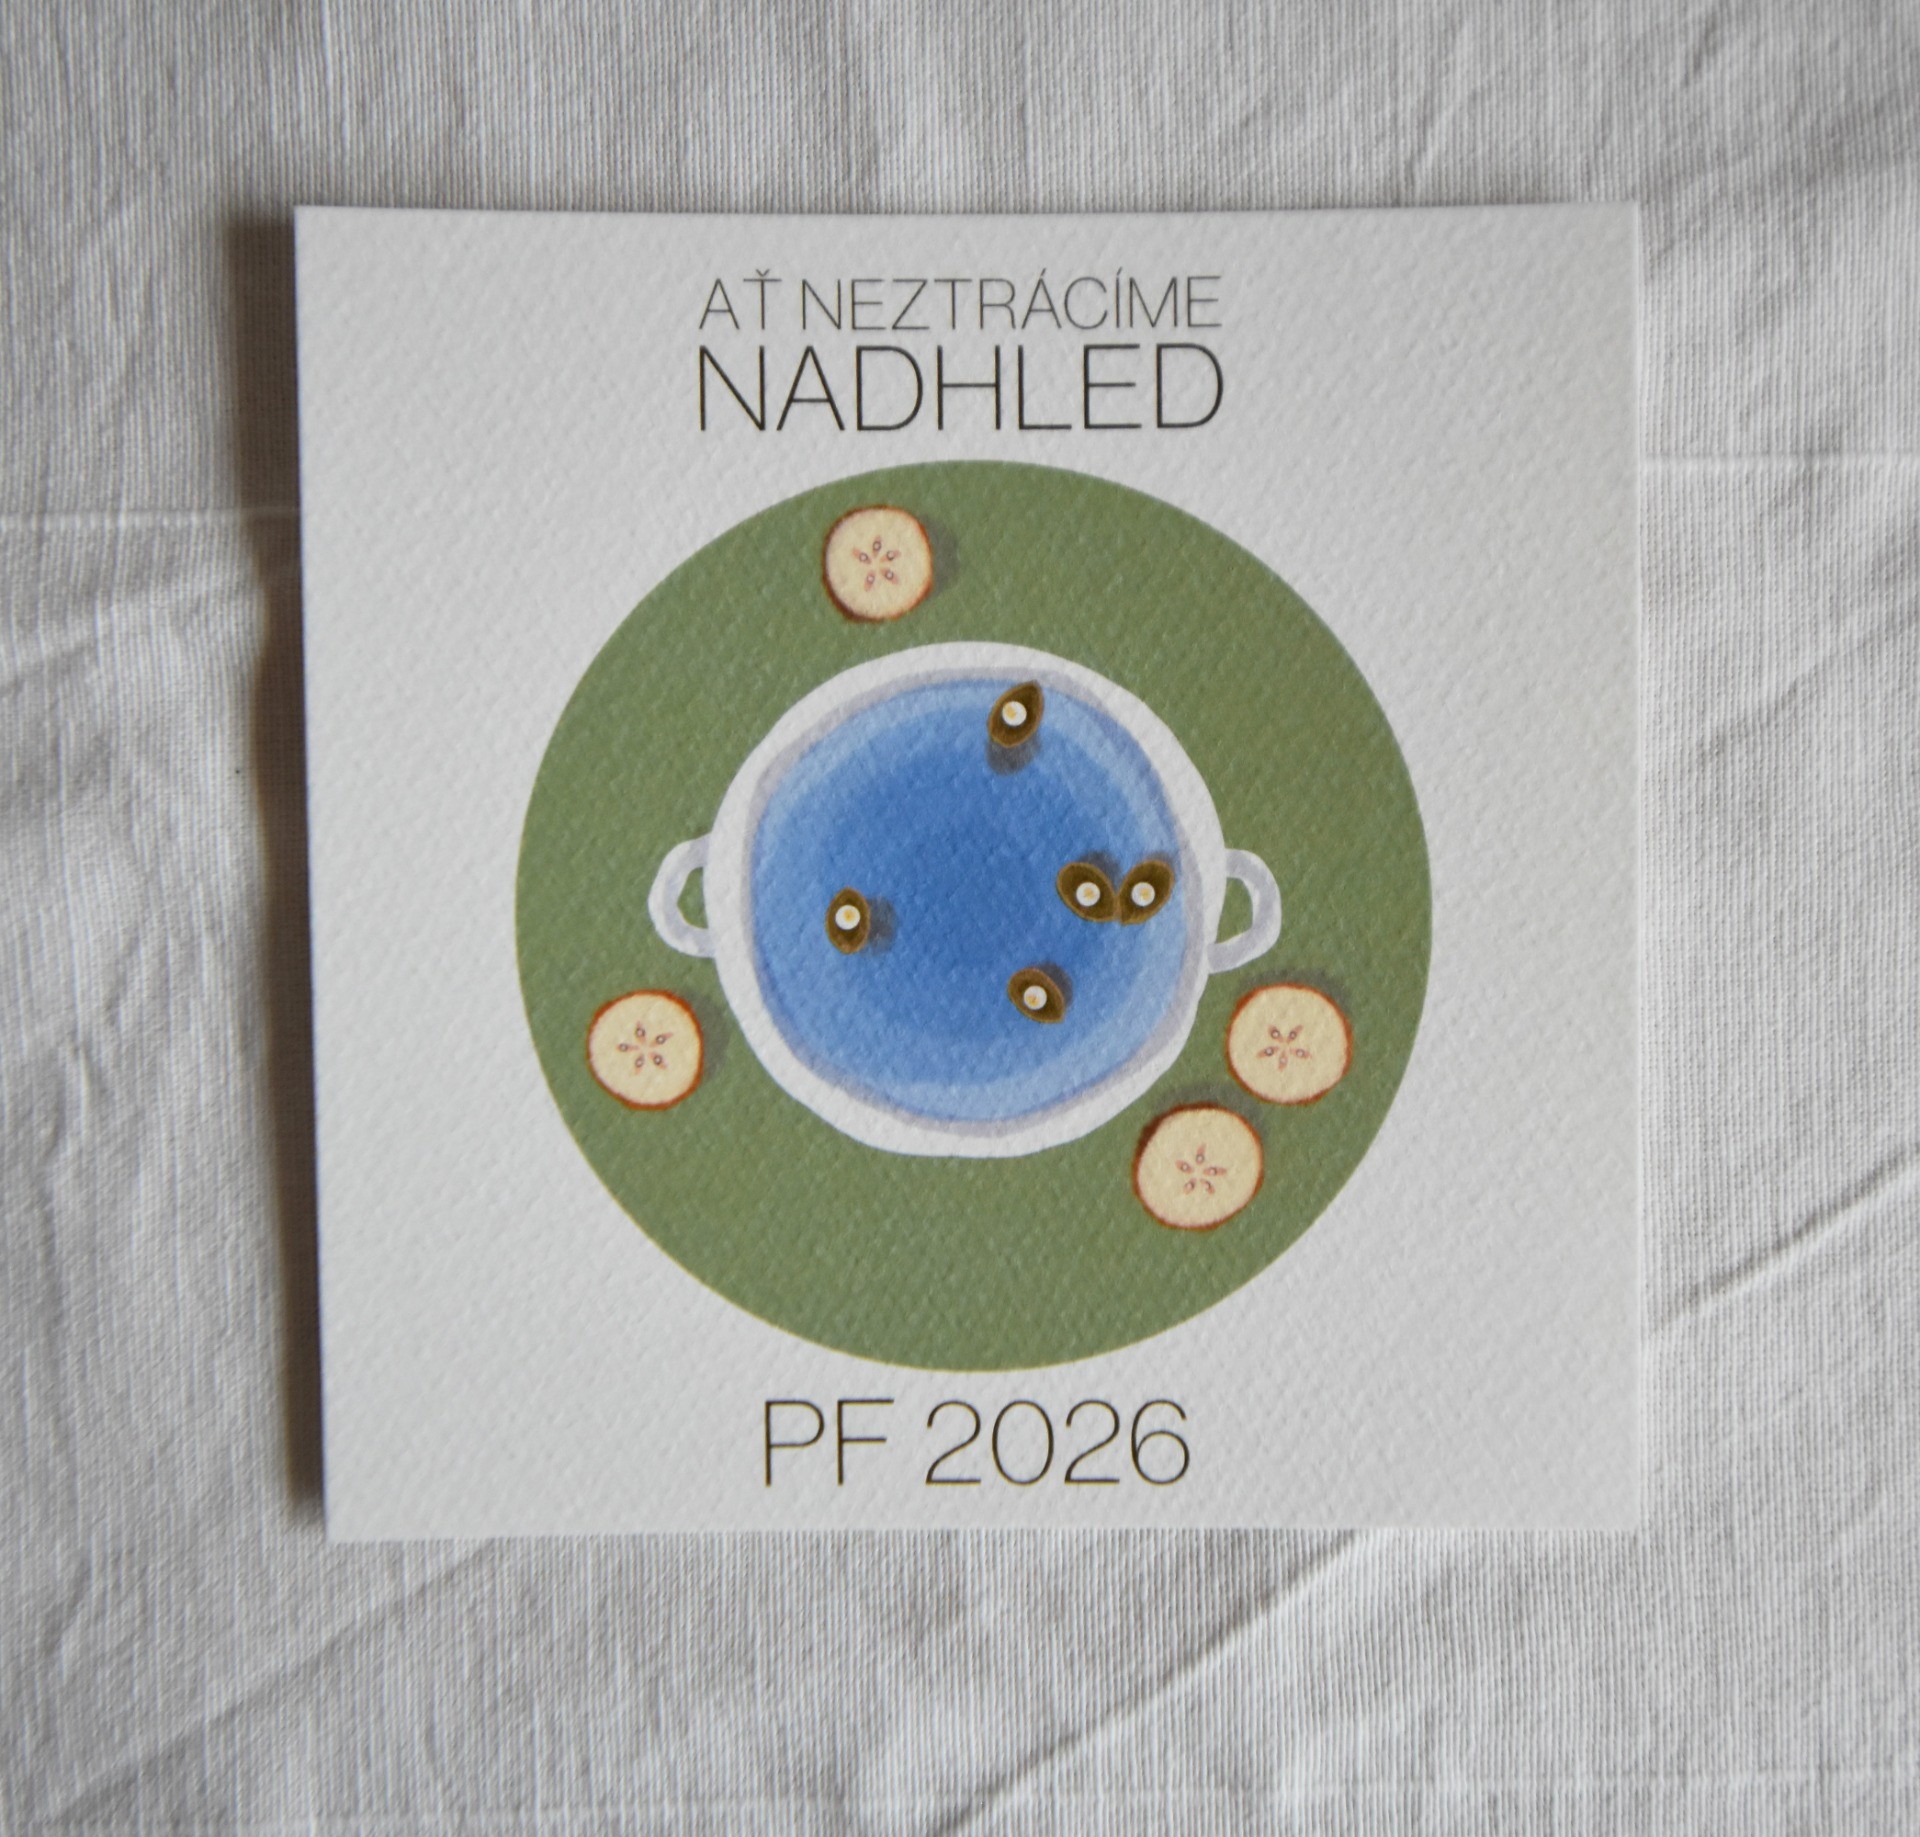 AŤ NEZTRÁCÍME
NADHLED
PF 2026